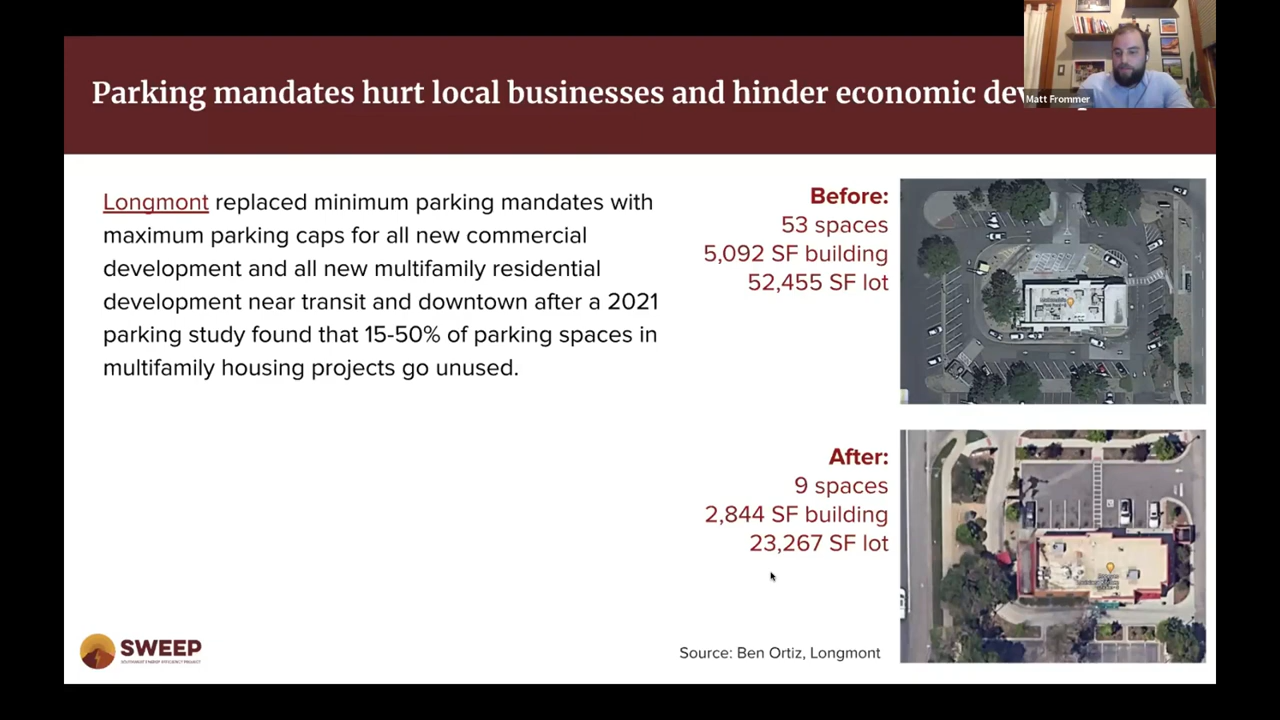 Parking mandates hurt local businesses and hinder economic
Matt Frommer
Longmont replaced minimum parking mandates with
maximum parking caps for all new commercial
development and all new multifamily residential
development near transit and downtown after a 2021
parking study found that 15-50% of parking spaces in
multifamily housing projects go unused.
Before:
53 spaces
5,092 SF building
52,455 SF lot
After:
9 spaces
2,844 SF building
23,267 SF lot
SWEEP
SOUTHWEST ENERGY EFFICIENCY PROJECT
Source: Ben Ortiz, Longmont